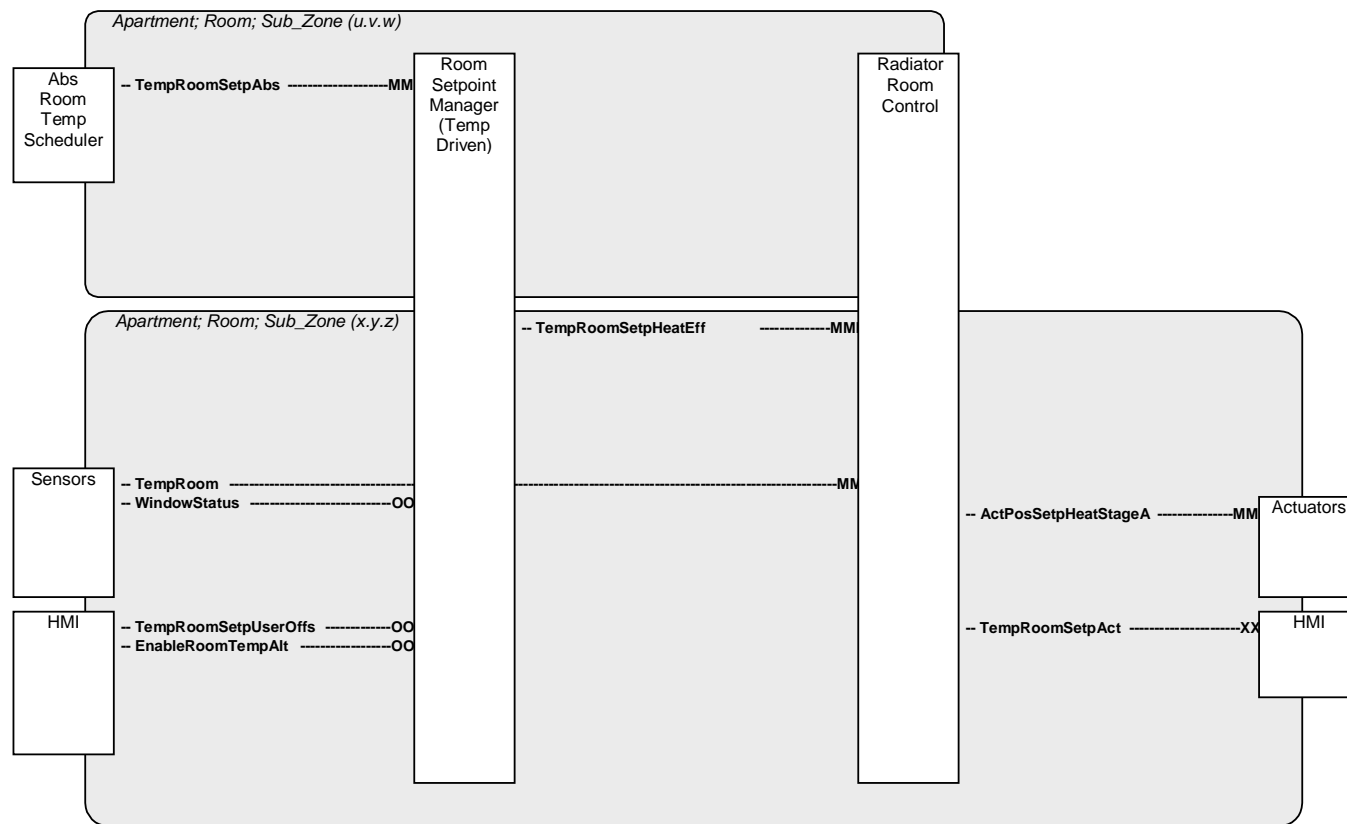 Apartment; Room; Sub_Zone (u.v.w)
Abs
Room
Temp
Scheduler
-- TempRoomSetpAbs --------------------MM
Room
Setpoint
Manager
(Temp
Driven)
Radiator
Room
Control
Apartment; Room; Sub_Zone (x.y.z)
-- TempRoomSetpHeatEff --------------MM
Sensors
-- TempRoom ----------------------------------------MM
-- WindowStatus ----------------------------OO
-- ActPosSetpHeatStageA ---------------MM
Actuators
HMI
-- TempRoomSetpUserOffs -------------OO
-- EnableRoomTempAlt ------------------OO
-- TempRoomSetpAct ----------------------XX
HMI